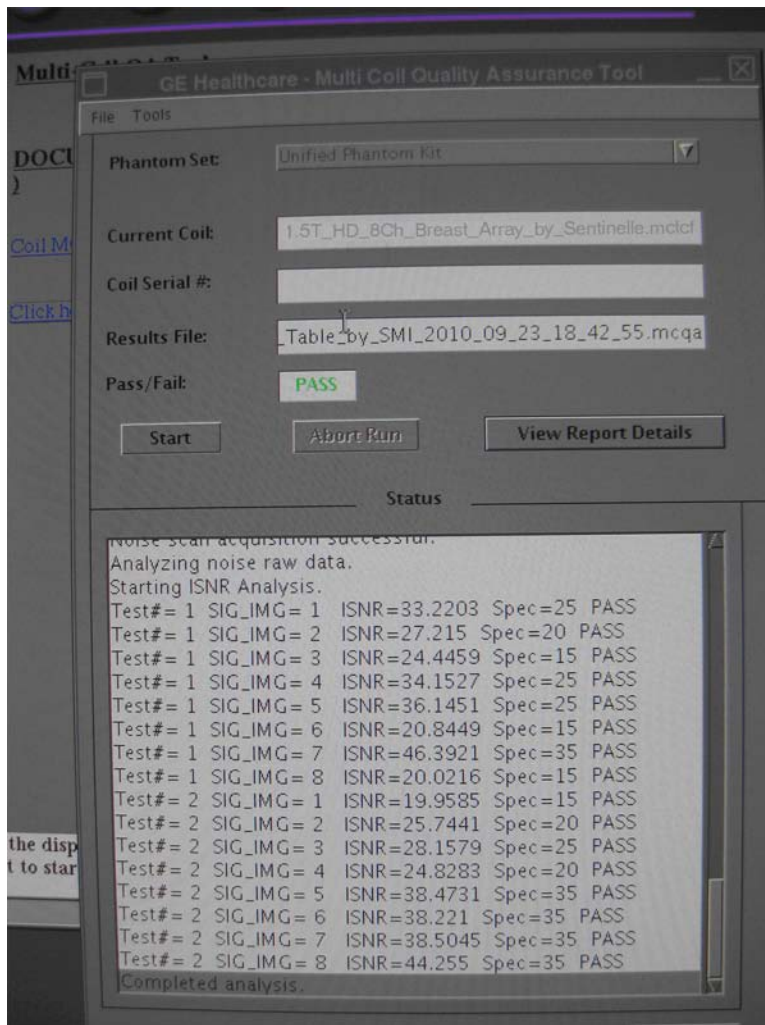 Multi-
GE Healthcare - Multi Coil Quality Assurance Tool
File Tools
DOCU
)
Phantom Set: Unified Phantom Kit
Coil M
Current Coil: 1.5T_HD_8Ch_Breast_Array_by_Sentinelle.mclcf
Coil Serial #:
Click h
Results File: _Table_by_SMI_2010_09_23_18_42_55.mcqa
Pass/Fail: PASS
Start Abort Run View Report Details
Status
Noise scan acquisition successful.
Analyzing noise raw data.
Starting ISNR Analysis.
Test#= 1 SIG_IMG= 1 ISNR=33.2203 Spec=25 PASS
Test#= 1 SIG_IMG= 2 ISNR=27.215 Spec=20 PASS
Test#= 1 SIG_IMG= 3 ISNR=24.4459 Spec=15 PASS
Test#= 1 SIG_IMG= 4 ISNR=34.1527 Spec=25 PASS
Test#= 1 SIG_IMG= 5 ISNR=36.1451 Spec=25 PASS
Test#= 1 SIG_IMG= 6 ISNR=20.8449 Spec=15 PASS
Test#= 1 SIG_IMG= 7 ISNR=46.3921 Spec=35 PASS
Test#= 1 SIG_IMG= 8 ISNR=20.0216 Spec=15 PASS
Test#= 2 SIG_IMG= 1 ISNR=19.9585 Spec=15 PASS
Test#= 2 SIG_IMG= 2 ISNR=25.7441 Spec=20 PASS
Test#= 2 SIG_IMG= 3 ISNR=28.1579 Spec=25 PASS
Test#= 2 SIG_IMG= 4 ISNR=24.8283 Spec=20 PASS
Test#= 2 SIG_IMG= 5 ISNR=38.4731 Spec=35 PASS
Test#= 2 SIG_IMG= 6 ISNR=38.221 Spec=35 PASS
Test#= 2 SIG_IMG= 7 ISNR=38.5045 Spec=35 PASS
Test#= 2 SIG_IMG= 8 ISNR=44.255 Spec=35 PASS
Completed analysis.
the disp
t to star